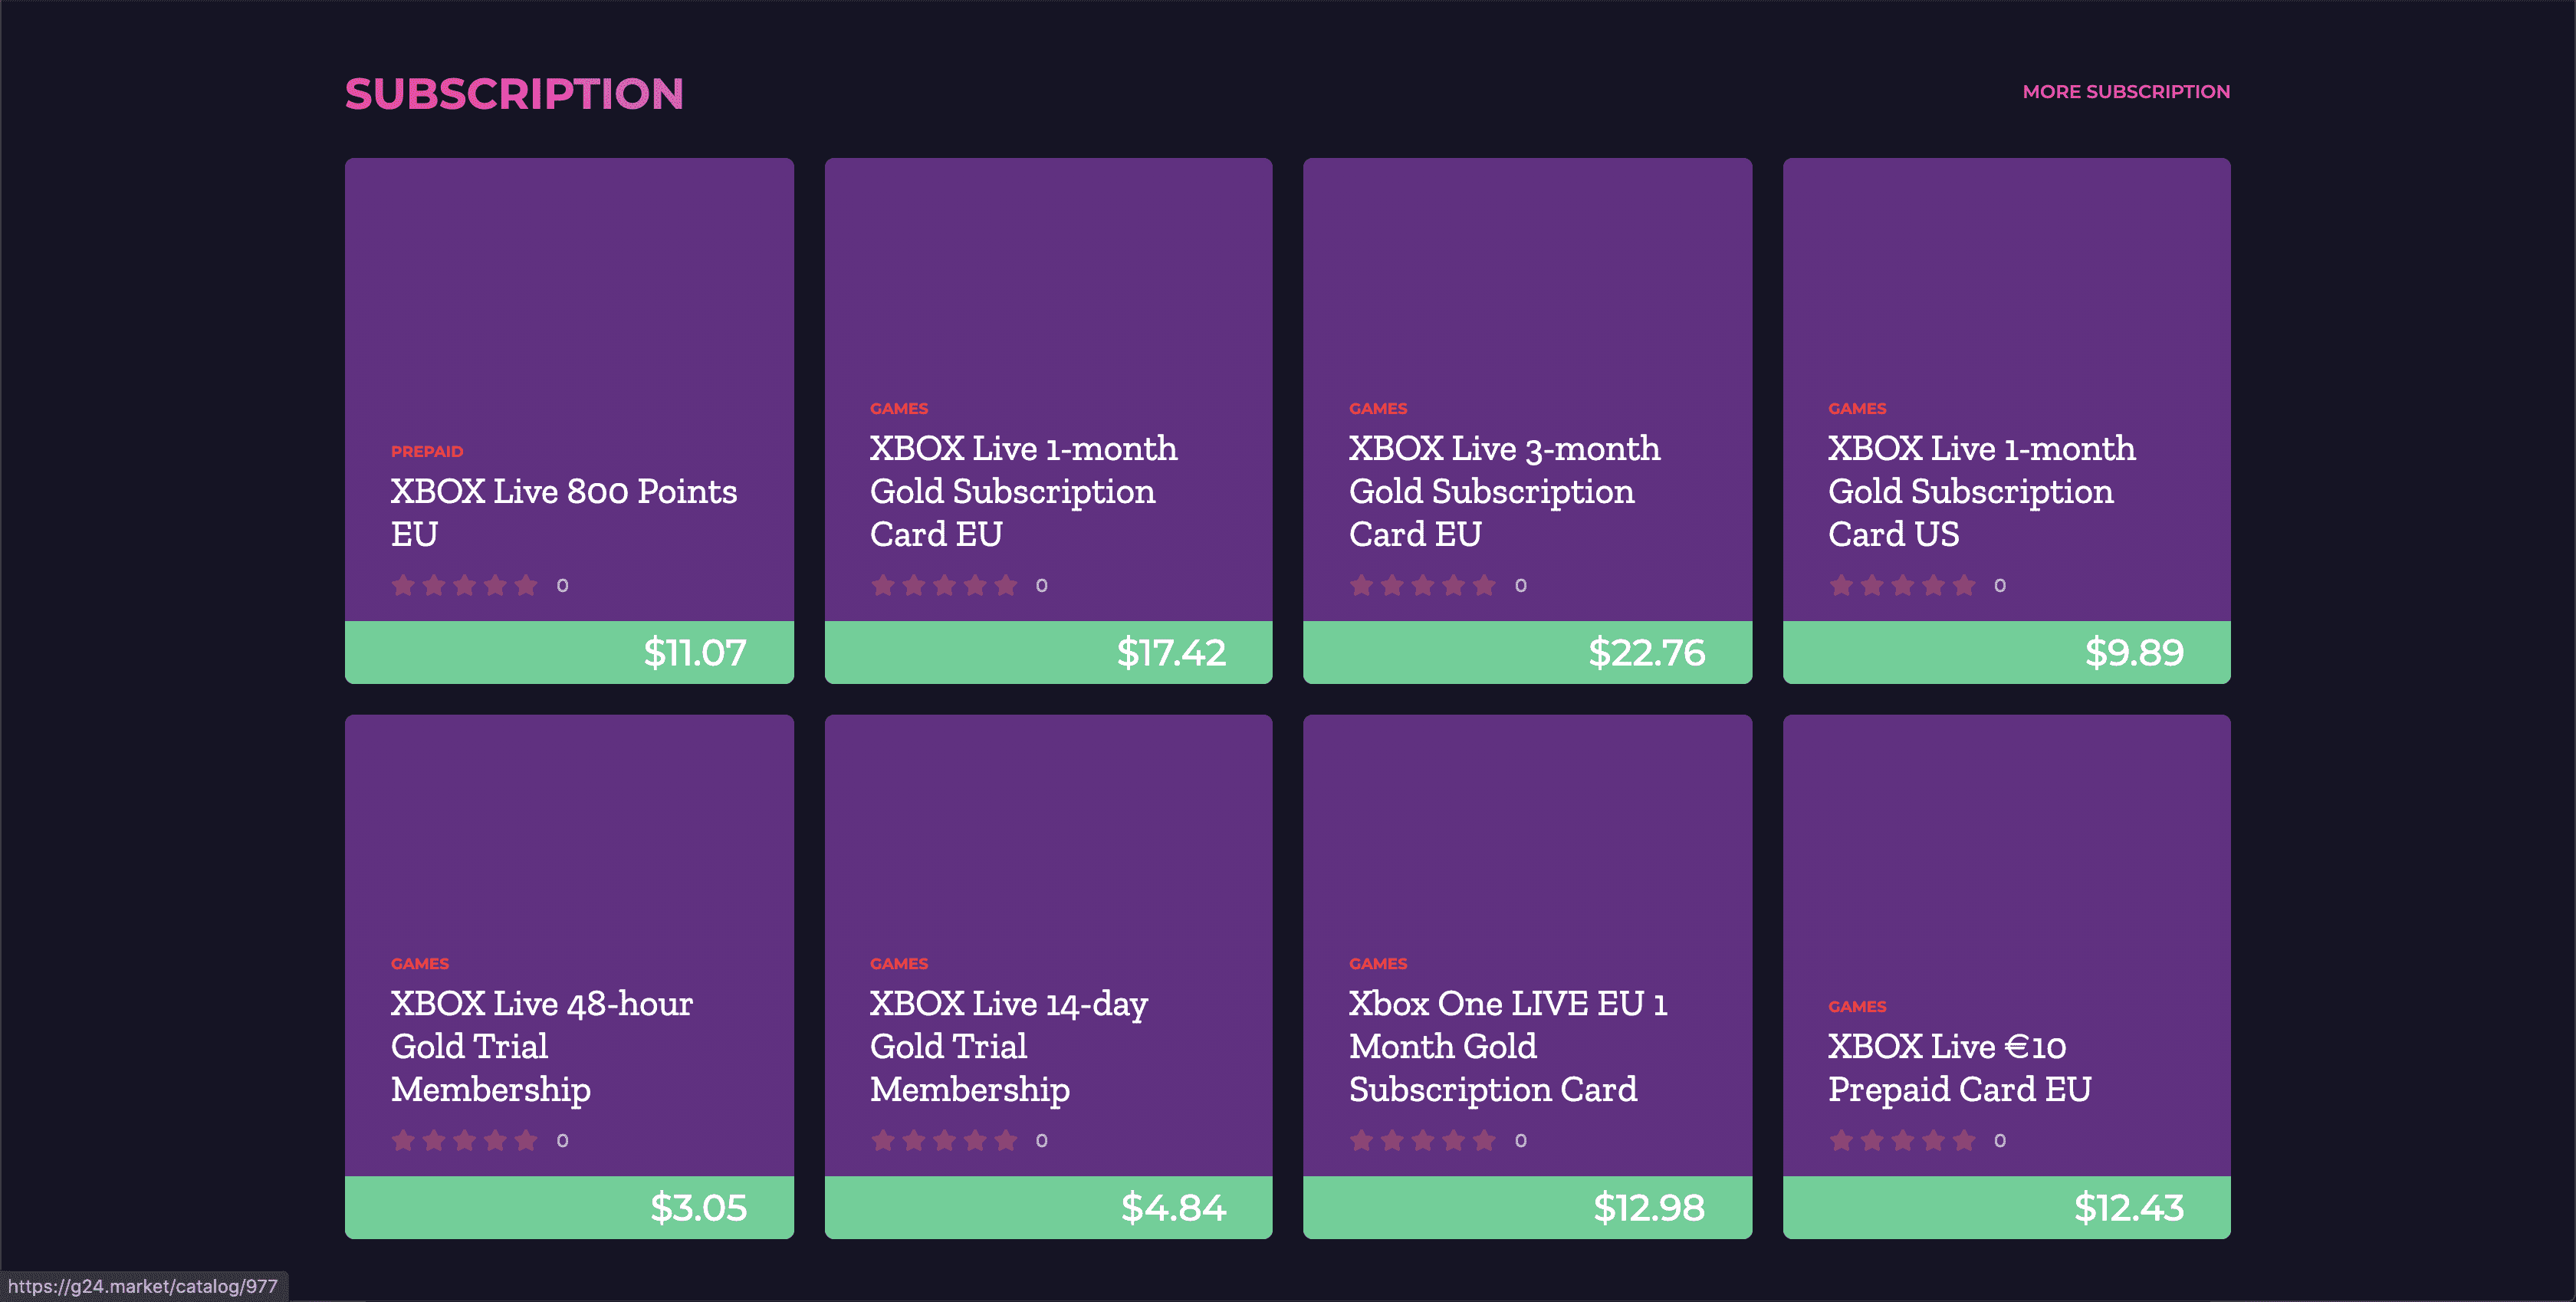 SUBSCRIPTION
MORE SUBSCRIPTION
PREPAID
XBOX Live 800 Points
EU
0
$11.07
GAMES
XBOX Live 1-month
Gold Subscription
Card EU
0
$17.42
GAMES
XBOX Live 3-month
Gold Subscription
Card EU
0
$22.76
GAMES
XBOX Live 1-month
Gold Subscription
Card US
0
$9.89
GAMES
XBOX Live 48-hour
Gold Trial
Membership
0
$3.05
GAMES
XBOX Live 14-day
Gold Trial
Membership
0
$4.84
GAMES
Xbox One LIVE EU 1
Month Gold
Subscription Card
0
$12.98
GAMES
XBOX Live €10
Prepaid Card EU
0
$12.43
https://g24.market/catalog/977